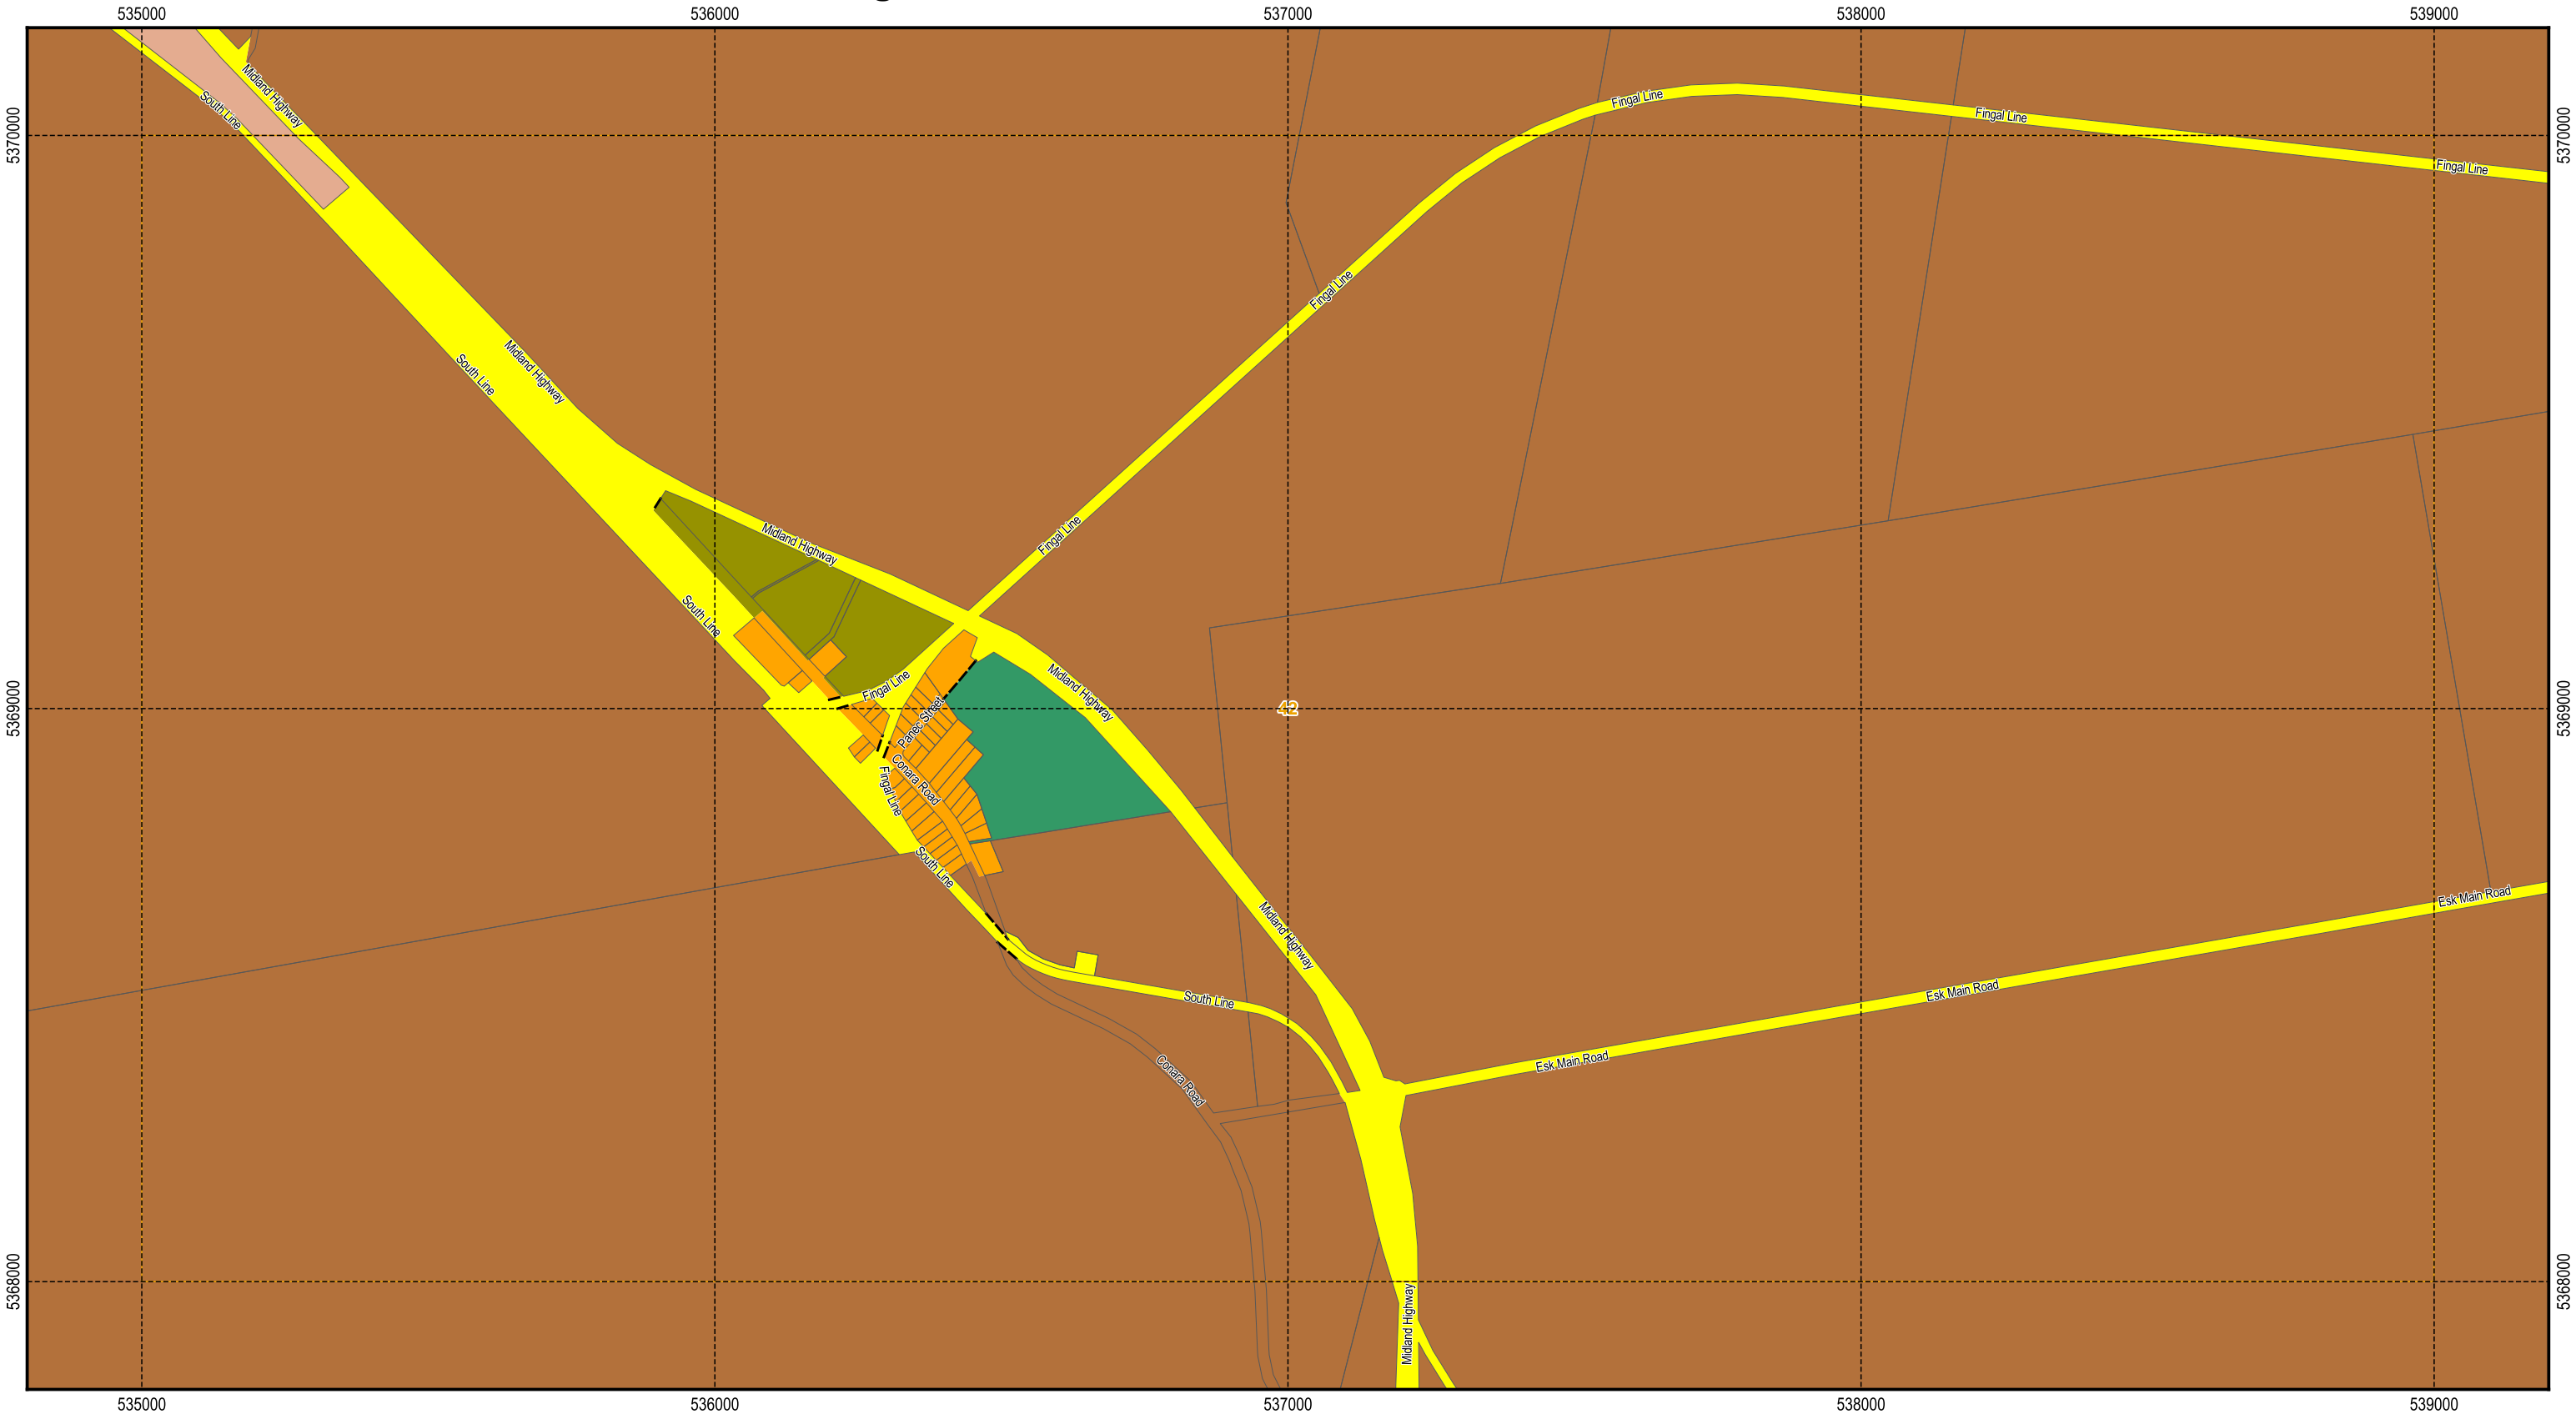 535000 536000 537000 538000 539000
Midland Highway
South Line
Fingal Line
Fingal Line
5370000
5370000
Fingal Line
Fingal Line
Midland Highway
South Line
Midland Highway
Fingal Line
South Line
Fingal Line
Midland Highway
5369000
42
5369000
Panec Street
Conara Road
Fingal Line
South Line
Esk Main Road
Midland Highway
South Line
Esk Main Road
Esk Main Road
Conara Road
5368000
5368000
Midland Highway
535000 536000 537000 538000 539000